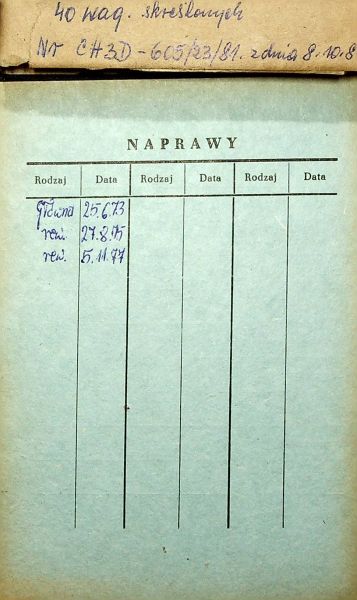 40 wag. skreślonych
Nr CH3D-605/23/81. z dnia 8.10.8
NAPRAWY
Rodzaj Data Rodzaj Data Rodzaj Data
główna 25.6.73
rew. 27.8.75
rew. 5.11.77